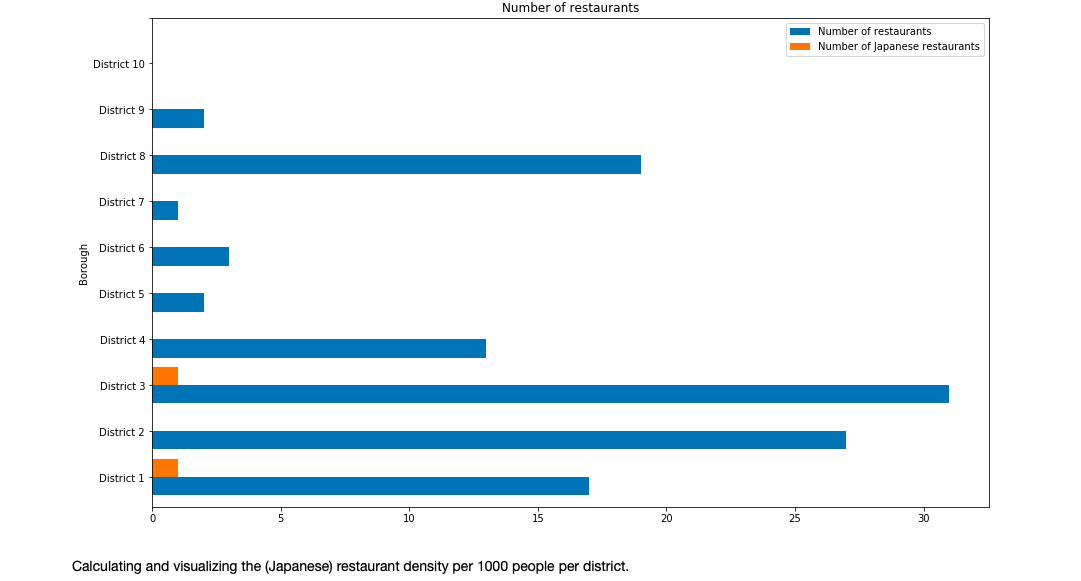 Number of restaurants
Number of restaurants
Number of Japanese restaurants
District 10
District 9
District 8
District 7
District 6
Borough
District 5
District 4
District 3
District 2
District 1
0 5 10 15 20 25 30
Calculating and visualizing the (Japanese) restaurant density per 1000 people per district.